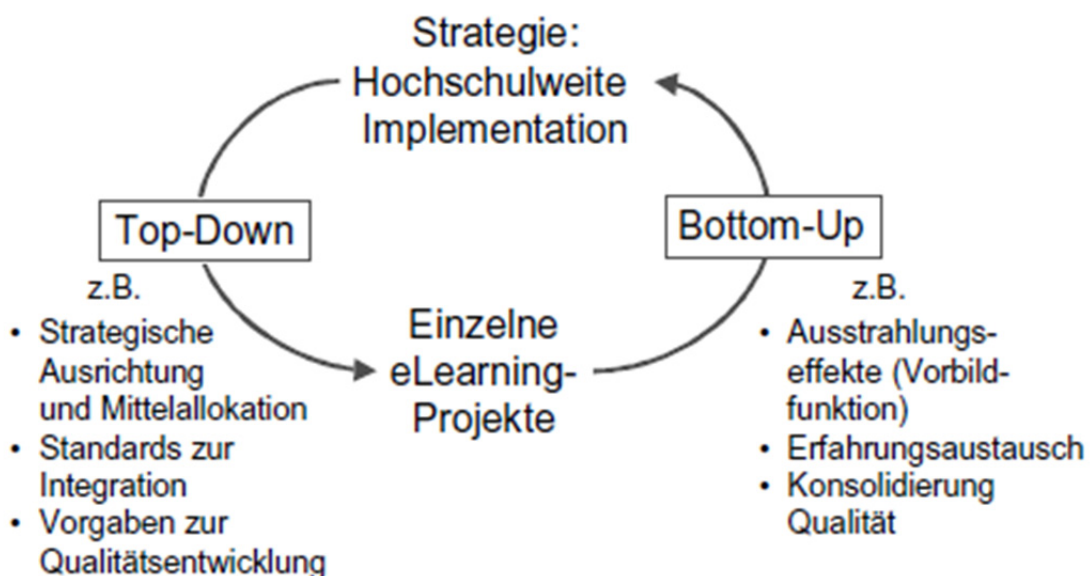 Strategie:
Hochschulweite
Implementation
Top-Down
z.B.
• Strategische
Ausrichtung
und Mittelallokation
• Standards zur
Integration
• Vorgaben zur
Qualitätsentwicklung
Einzelne
eLearning-
Projekte
Bottom-Up
z.B.
• Ausstrahlungs-
effekte (Vorbild-
funktion)
• Erfahrungsaustausch
• Konsolidierung
Qualität